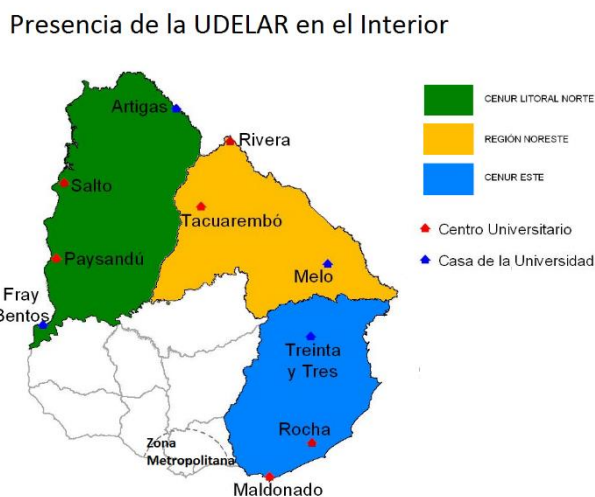 Presencia de la UDELAR en el Interior
Artigas
Rivera
Salto
Tacuarembó
Paysandú
Melo
Fray
Bentos
Treinta
y Tres
Rocha
Zona
Metropolitana
Maldonado
CENUR LITORAL NORTE
REGIÓN NORESTE
CENUR ESTE
Centro Universitario
Casa de la Universidad